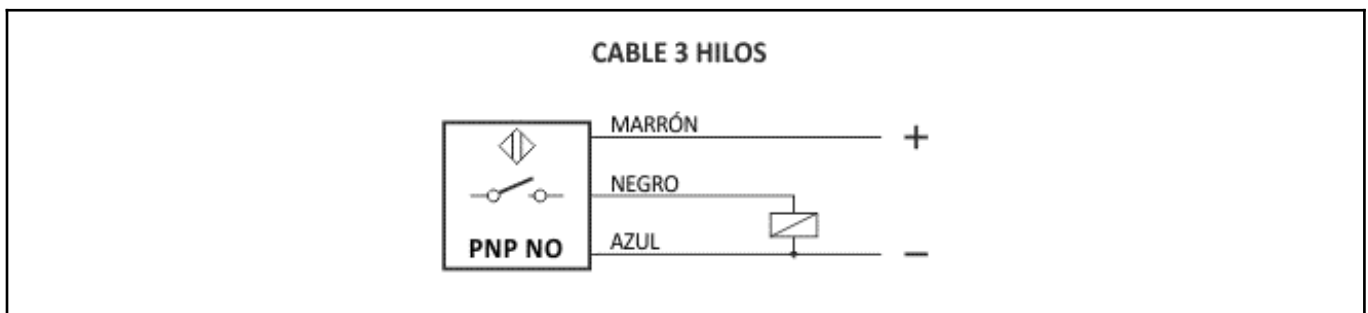 CABLE 3 HILOS
MARRÓN
+
NEGRO
PNP NO
AZUL
−